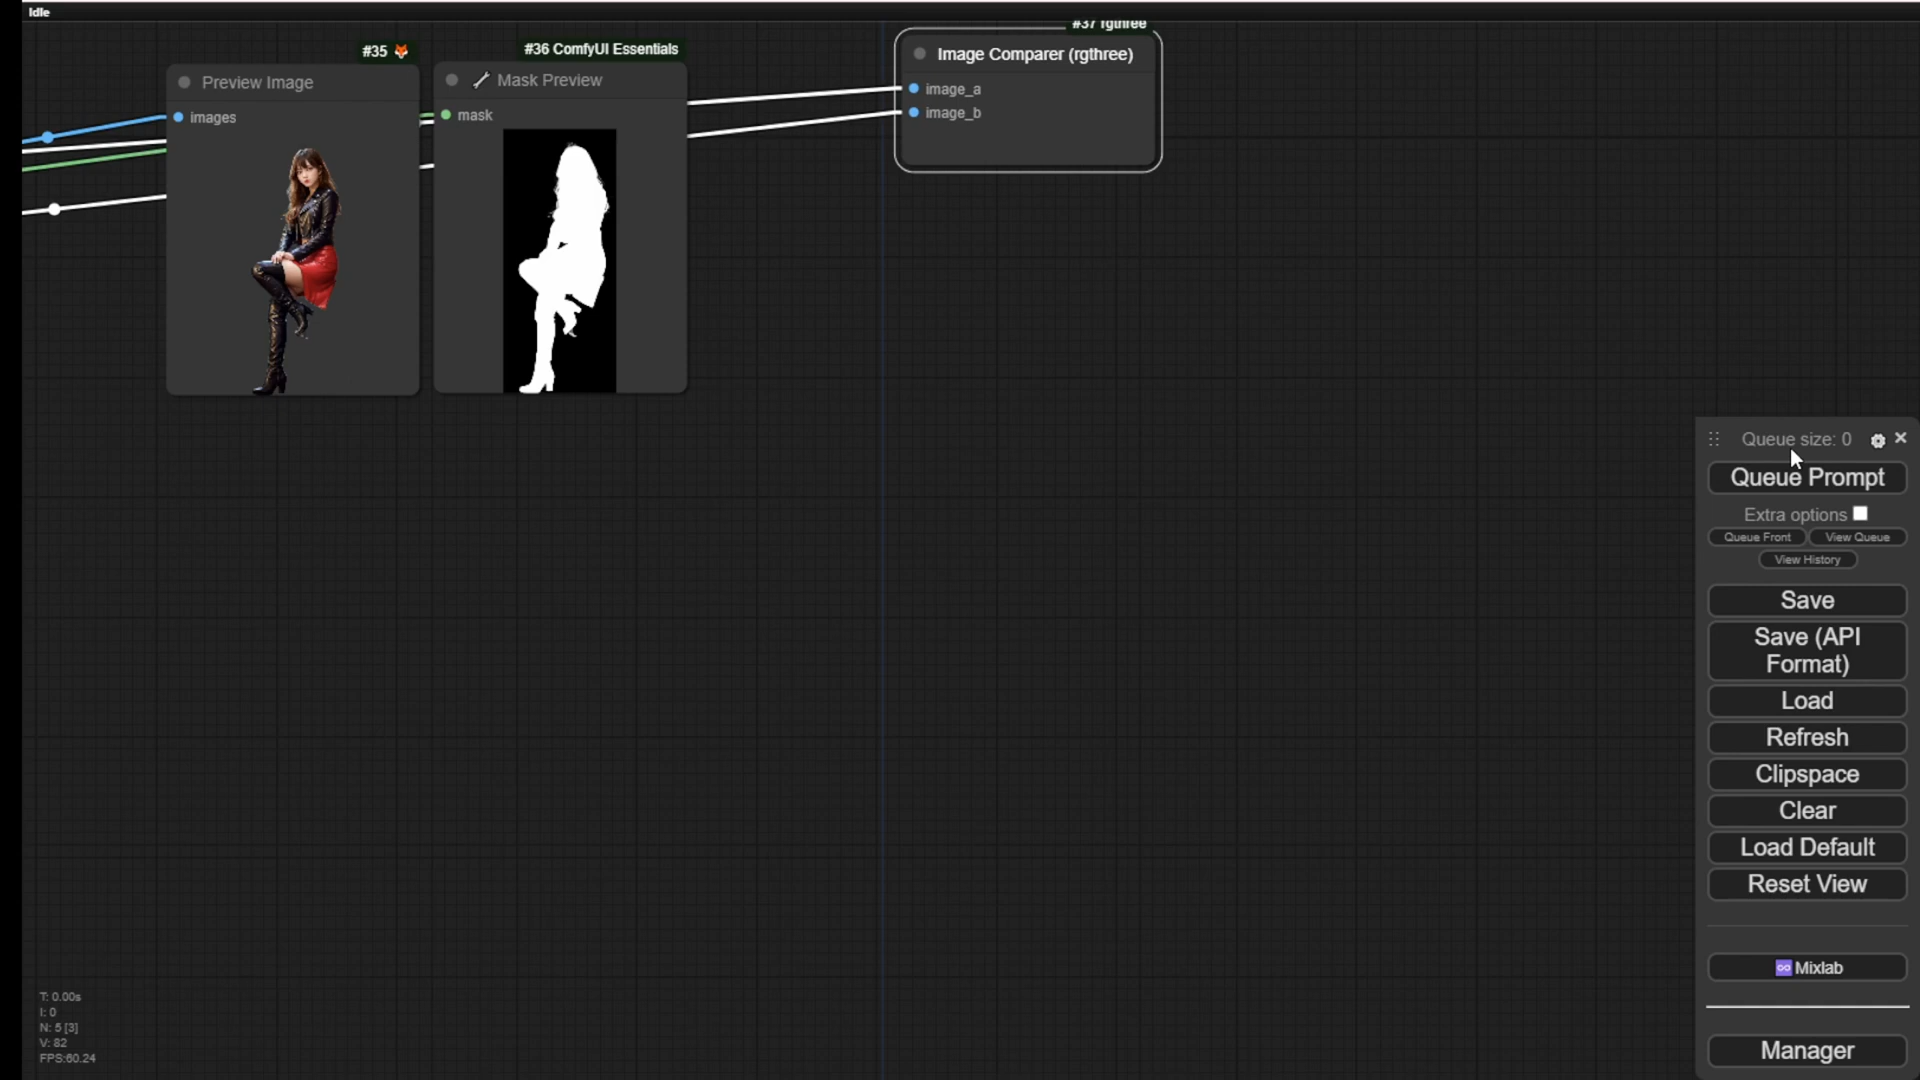 Idle
#37 rgthree
#35
#36 ComfyUI Essentials
Image Comparer (rgthree)
Preview Image
Mask Preview
image_a
images
mask
image_b
Queue size: 0
Queue Prompt
Extra options
Queue Front
View Queue
View History
Save
Save (API
Format)
Load
Refresh
Clipspace
Clear
Load Default
Reset View
Mixlab
Manager
T: 0.00s
I: 0
N: 5 [3]
V: 82
FPS:60.24